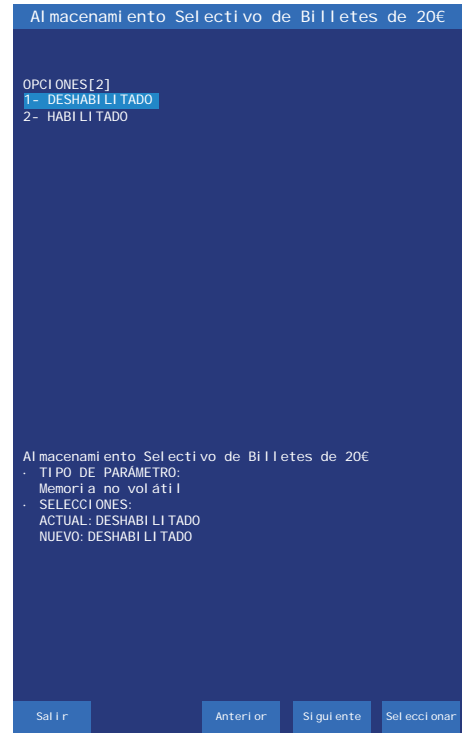 Almacenamiento Selectivo de Billetes de 20€
OPCIONES[2]
1- DESHABILITADO
2- HABILITADO
Almacenamiento Selectivo de Billetes de 20€
· TIPO DE PARÁMETRO:
Memoria no volátil
· SELECCIONES:
ACTUAL: DESHABILITADO
NUEVO: DESHABILITADO
Salir Anterior Siguiente Seleccionar